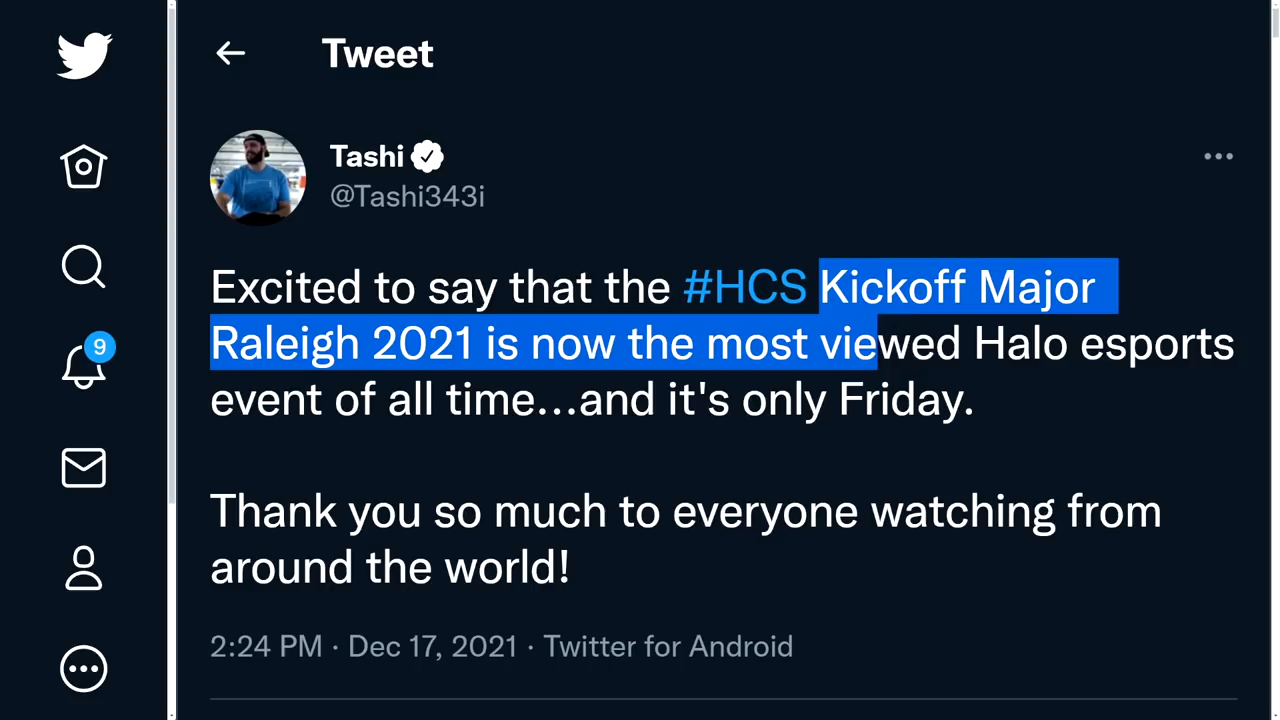 Tweet
Tashi
@Tashi343i
Excited to say that the #HCS Kickoff Major
Raleigh 2021 is now the most viewed Halo esports
event of all time...and it's only Friday.
9
Thank you so much to everyone watching from
around the world!
2:24 PM · Dec 17, 2021 · Twitter for Android